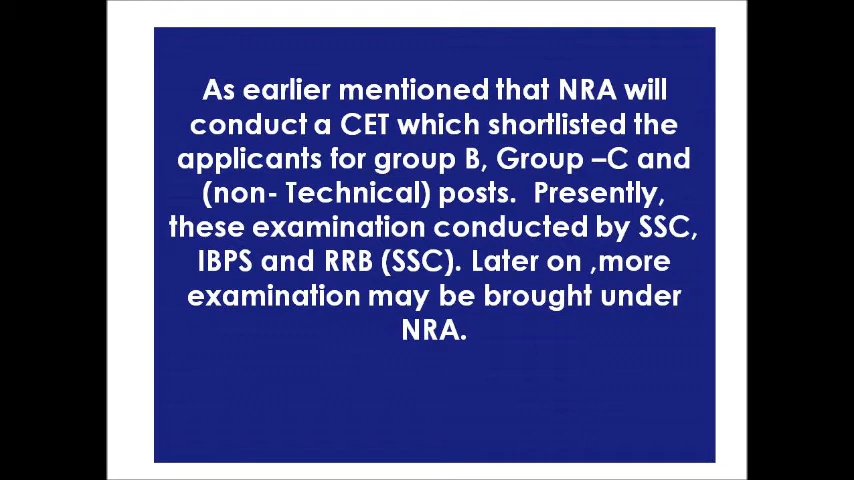 As earlier mentioned that NRA will
conduct a CET which shortlisted the
applicants for group B, Group –C and
(non- Technical) posts.  Presently,
these examination conducted by SSC,
IBPS and RRB (SSC). Later on ,more
examination may be brought under
NRA.